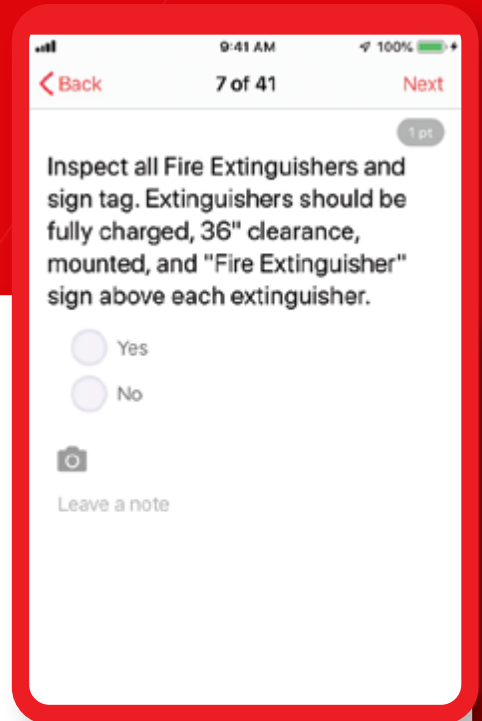 9:41 AM 100%
Back 7 of 41 Next
1 pt
Inspect all Fire Extinguishers and
sign tag. Extinguishers should be
fully charged, 36" clearance,
mounted, and "Fire Extinguisher"
sign above each extinguisher.
Yes
No
Leave a note